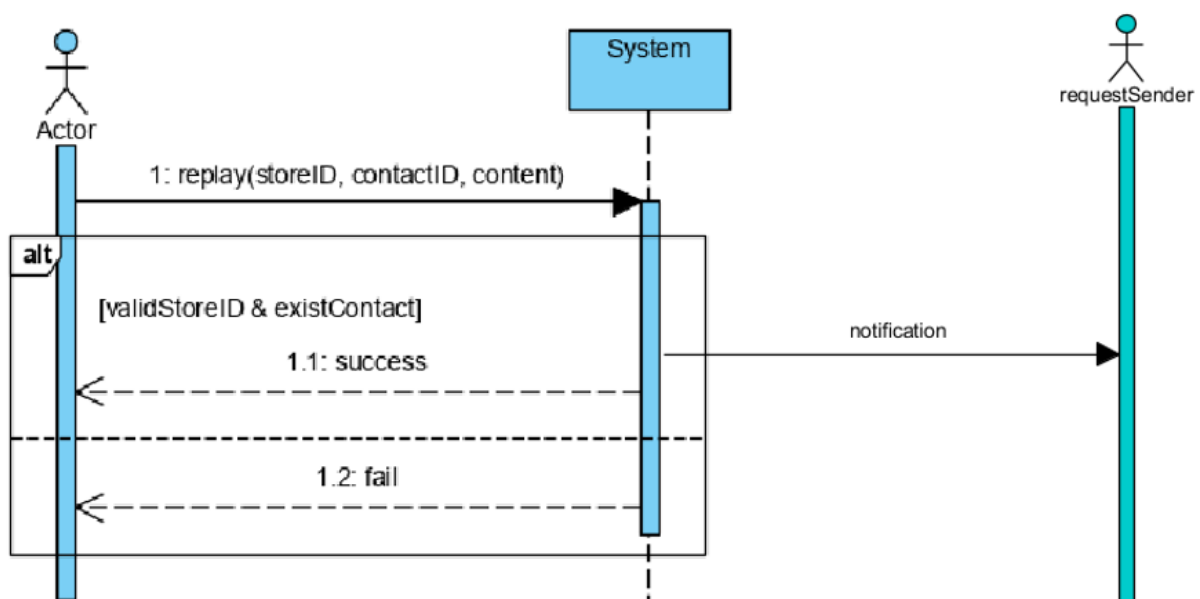 System
requestSender
Actor
1: replay(storeID, contactID, content)
alt
[validStoreID & existContact]
notification
1.1: success
1.2: fail